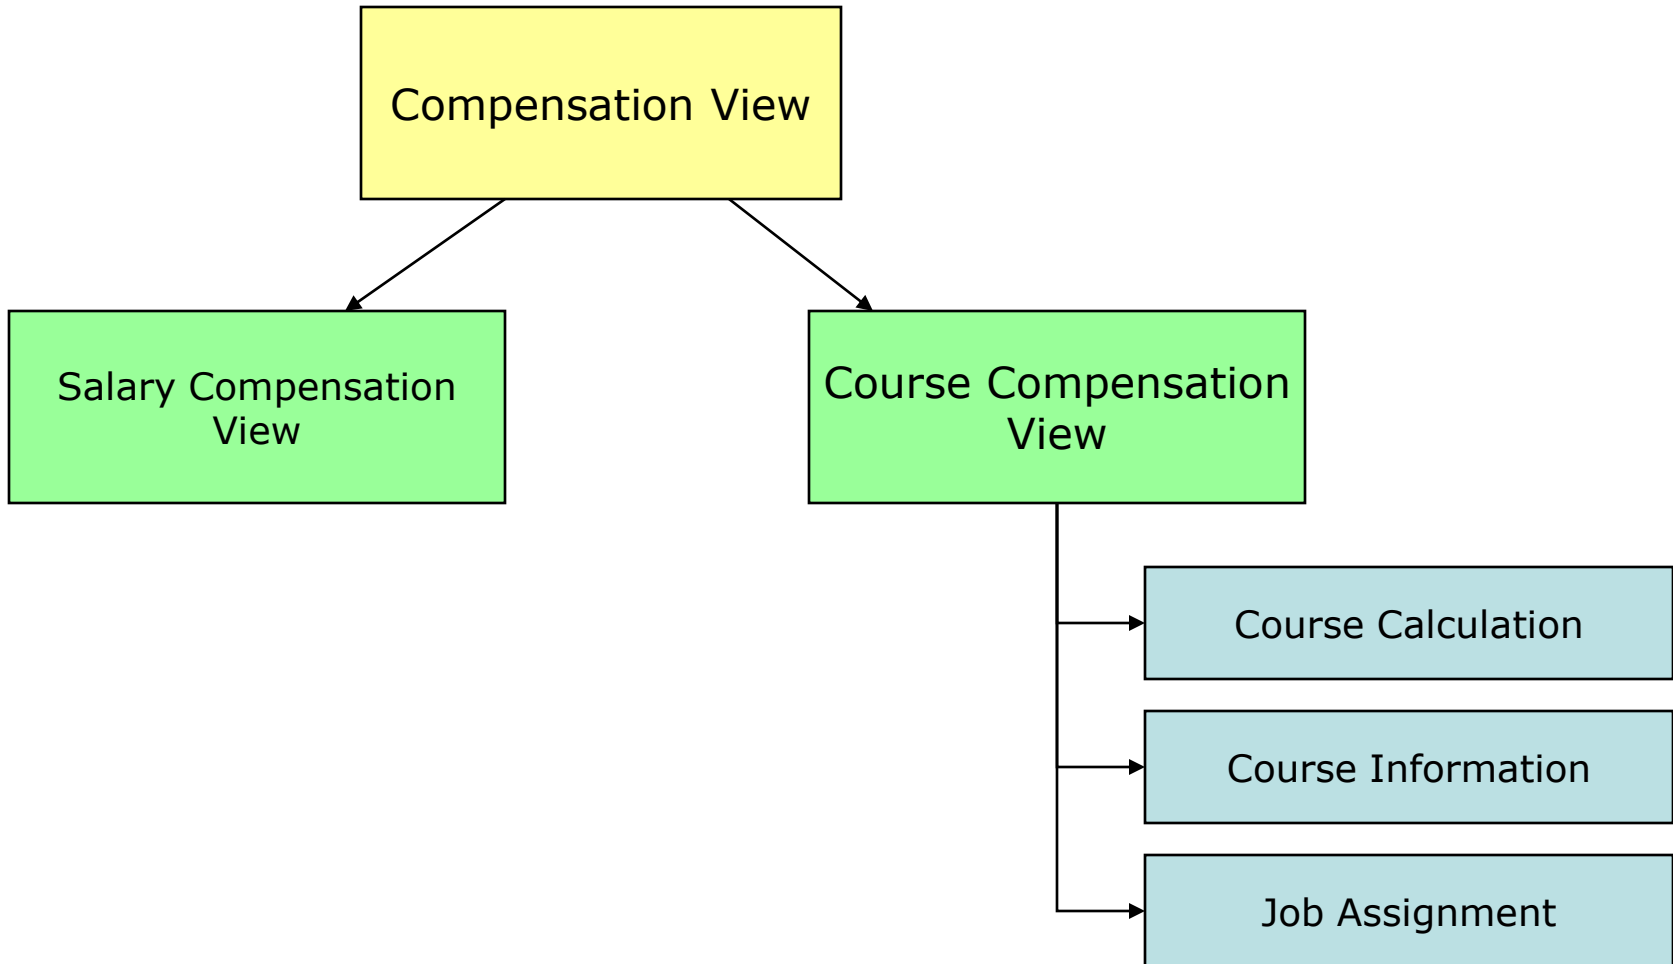 Compensation View
Salary Compensation
View
Course Compensation
View
Course Calculation
Course Information
Job Assignment